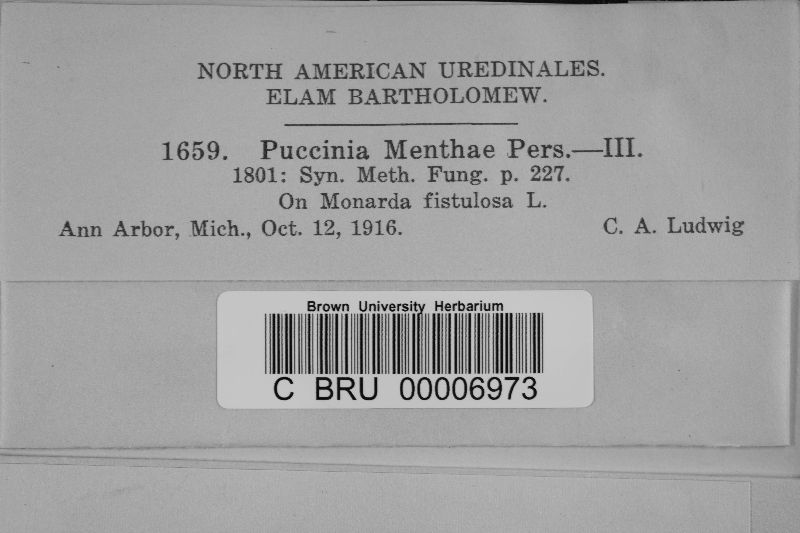 NORTH AMERICAN UREDINALES.
ELAM BARTHOLOMEW.
1659. Puccinia Menthae Pers.—III.
1801: Syn. Meth. Fung. p. 227.
On Monarda fistulosa L.
Ann Arbor, Mich., Oct. 12, 1916. C. A. Ludwig
Brown University Herbarium
C BRU 00006973